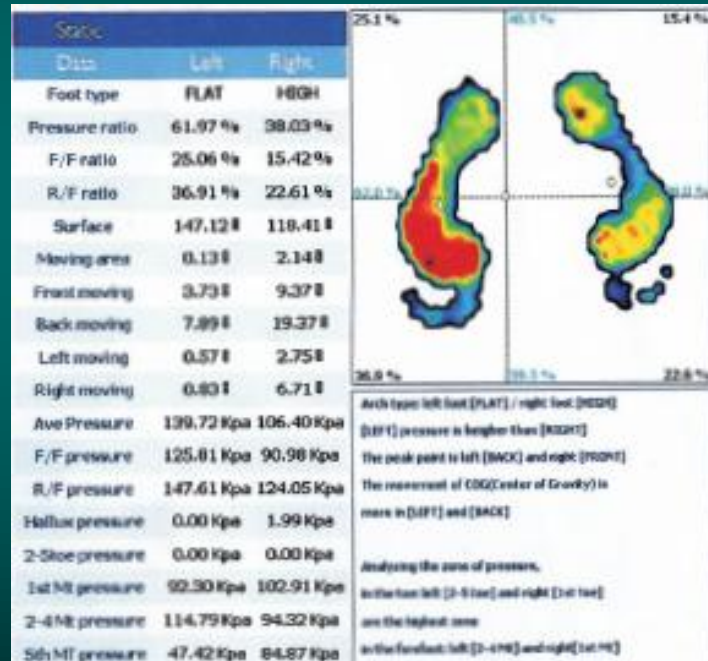 Static
Data Left Right
Foot type FLAT HIGH
Pressure ratio 61.97 % 38.03 %
F/F ratio 25.06 % 15.42 %
R/F ratio 36.91 % 22.61 %
Surface 147.12 118.41
Moving area 0.13 2.14
Front moving 3.73 9.37
Back moving 7.89 19.37
Left moving 0.57 2.75
Right moving 0.83 6.71
Ave Pressure 139.72 Kpa 106.40 Kpa
F/F pressure 125.81 Kpa 90.98 Kpa
R/F pressure 147.61 Kpa 124.05 Kpa
Hallux pressure 0.00 Kpa 1.99 Kpa
2-5toe pressure 0.00 Kpa 0.00 Kpa
1st Mt pressure 92.30 Kpa 102.91 Kpa
2-4 Mt pressure 114.79 Kpa 94.32 Kpa
5th MT pressure 47.42 Kpa 84.87 Kpa
25.1 % 15.4 %
36.9 % 22.6 %
Arch type: left foot [FLAT] / right foot [HIGH]
[LEFT] pressure is heigher than [RIGHT]
The peak point is left [BACK] and right [FRONT]
The movement of COG(Center of Gravity) is
more in [LEFT] and [BACK]
Analyzing the zone of pressure,
in the toes left [2-5 toe] and right [1st toe]
are the highest zone
in the forefoot: left [2-4 Mt] and right [1st Mt]